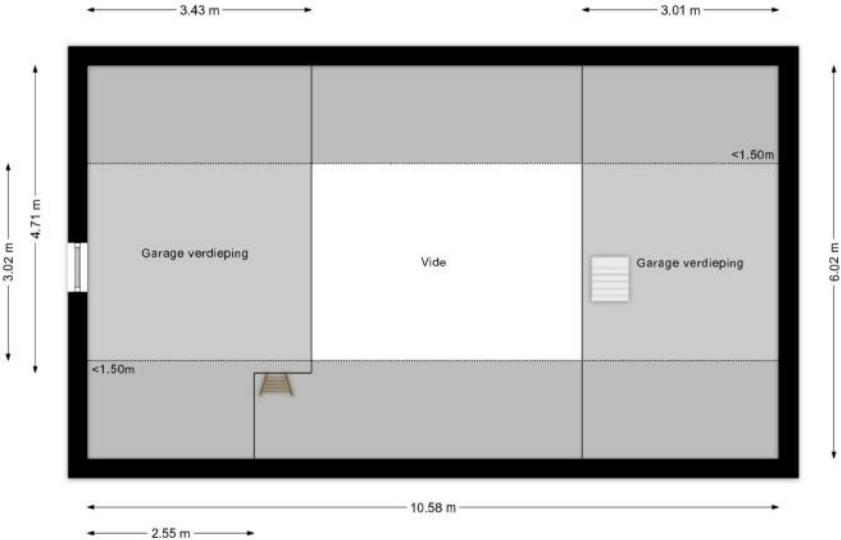 3.43 m
3.01 m
<1.50m
4.71 m
3.02 m
Garage verdieping
Vide
Garage verdieping
6.02 m
<1.50m
10.58 m
2.55 m